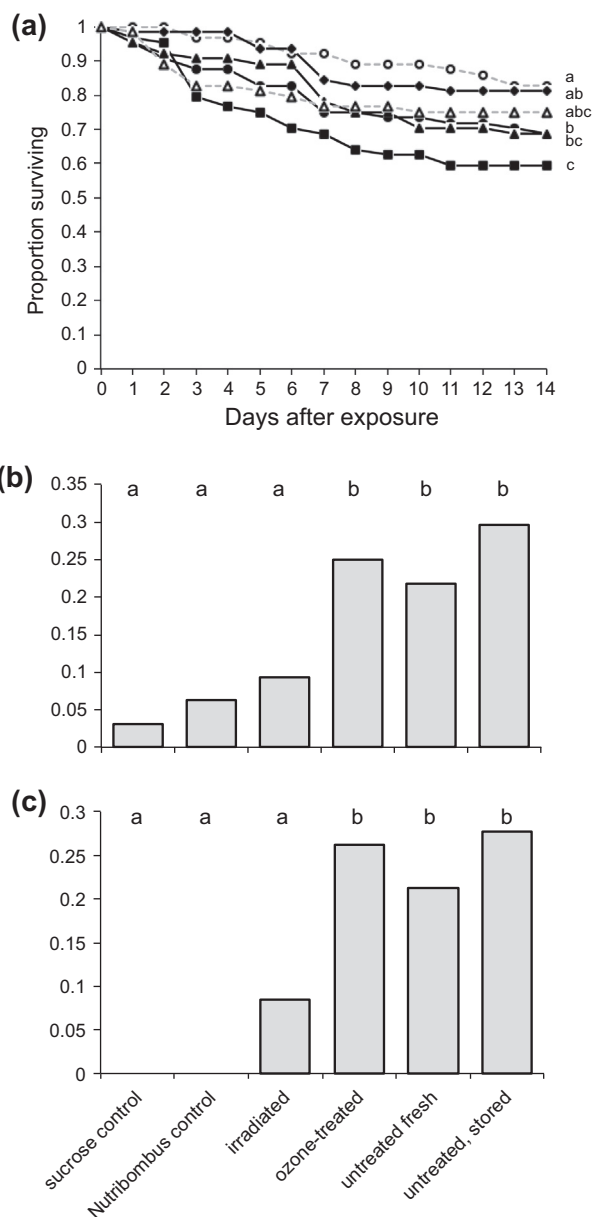 (a)
1
0.9
0.8
0.7
0.6
0.5
0.4
0.3
0.2
0.1
0
Proportion surviving
a
ab
abc
b
bc
c
0 1 2 3 4 5 6 7 8 9 10 11 12 13 14
Days after exposure
(b)
0.35
0.3
0.25
0.2
0.15
0.1
0.05
0
a a a b b b
(c)
0.3
0.25
0.2
0.15
0.1
0.05
0
a a a b b b
sucrose control
Nutribombus control
irradiated
ozone-treated
untreated fresh
untreated, stored